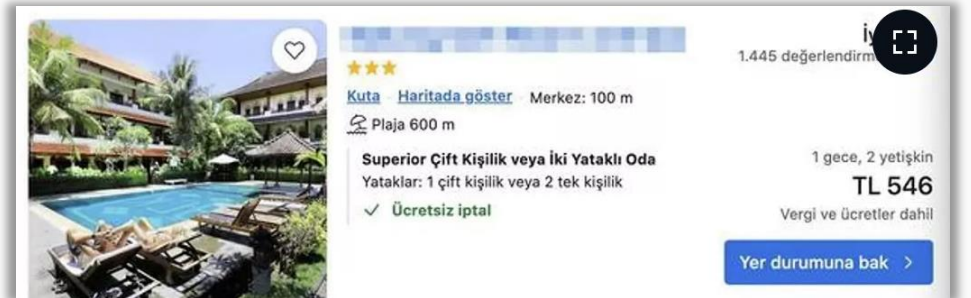 1.445 değerlendirm
Kuta Haritada göster Merkez: 100 m
Plaja 600 m
Superior Çift Kişilik veya İki Yataklı Oda
Yataklar: 1 çift kişilik veya 2 tek kişilik
Ücretsiz iptal
1 gece, 2 yetişkin
TL 546
Vergi ve ücretler dahil
Yer durumuna bak